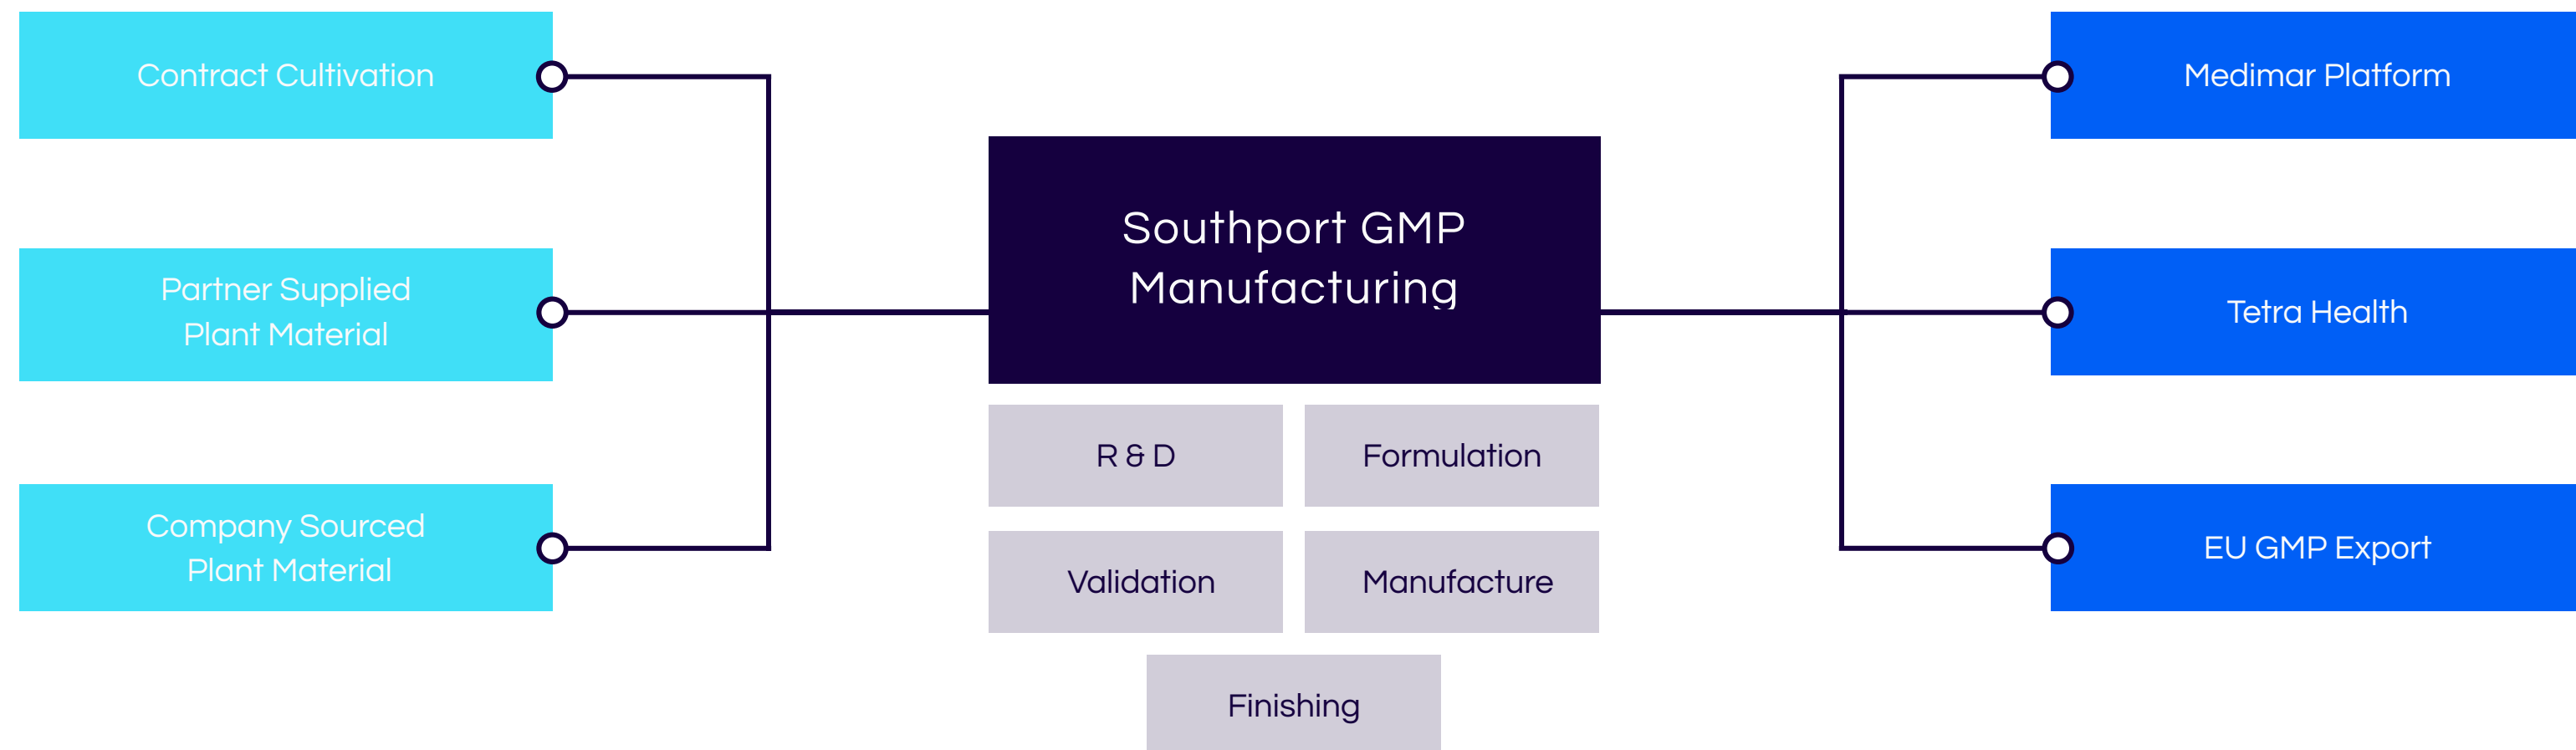 Contract Cultivation
Partner Supplied
Plant Material
Company Sourced
Plant Material
Southport GMP
Manufacturing
R & D
Formulation
Validation
Manufacture
Finishing
Medimar Platform
Tetra Health
EU GMP Export